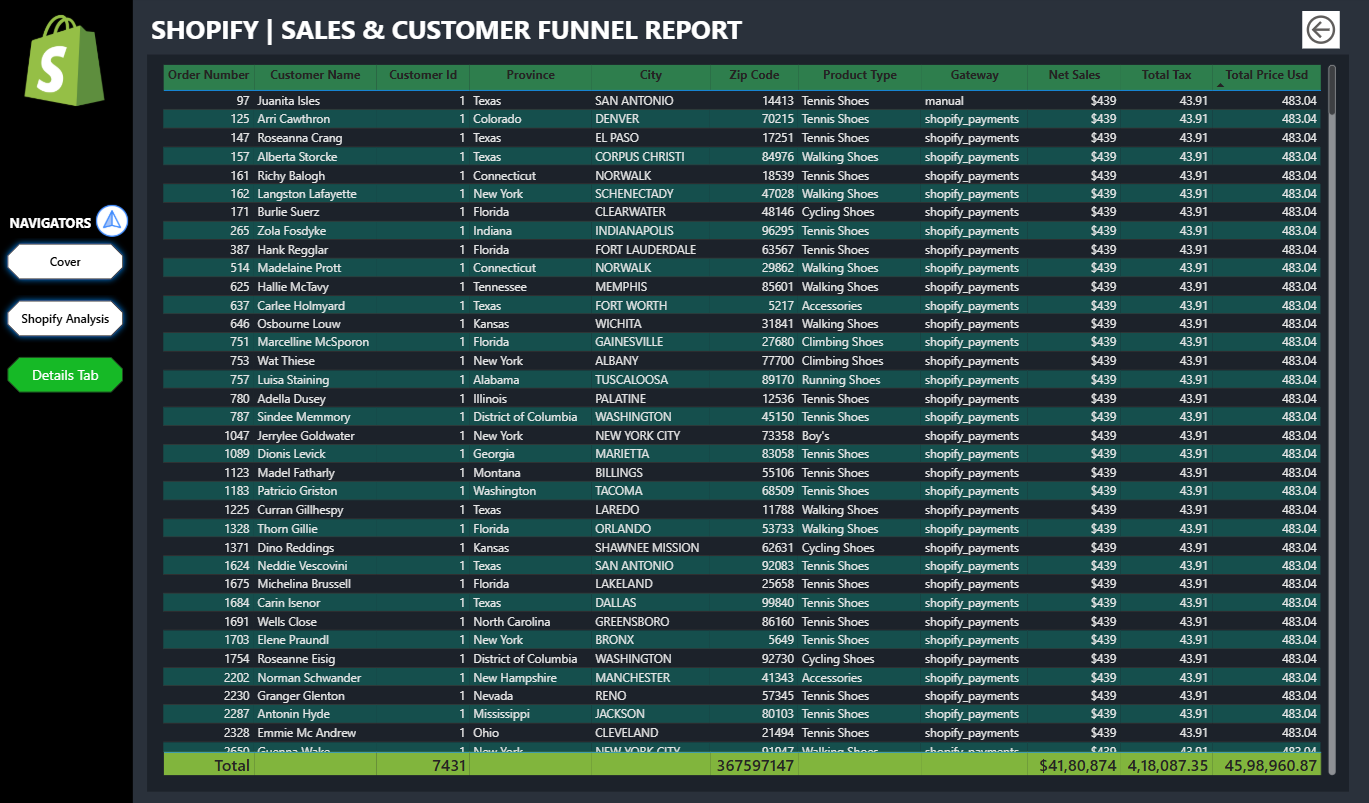 SHOPIFY | SALES & CUSTOMER FUNNEL REPORT
NAVIGATORS
Cover
Shopify Analysis
Details Tab
Order Number Customer Name Customer Id Province City Zip Code Product Type Gateway Net Sales Total Tax Total Price Usd
97 Juanita Isles 1 Texas SAN ANTONIO 14413 Tennis Shoes manual $439 43.91 483.04
125 Arri Cawthron 1 Colorado DENVER 70215 Tennis Shoes shopify_payments $439 43.91 483.04
147 Roseanna Crang 1 Texas EL PASO 17251 Tennis Shoes shopify_payments $439 43.91 483.04
157 Alberta Storcke 1 Texas CORPUS CHRISTI 84976 Walking Shoes shopify_payments $439 43.91 483.04
161 Richy Balogh 1 Connecticut NORWALK 18539 Tennis Shoes shopify_payments $439 43.91 483.04
162 Langston Lafayette 1 New York SCHENECTADY 47028 Walking Shoes shopify_payments $439 43.91 483.04
171 Burlie Suerz 1 Florida CLEARWATER 48146 Cycling Shoes shopify_payments $439 43.91 483.04
265 Zola Fosdyke 1 Indiana INDIANAPOLIS 96295 Tennis Shoes shopify_payments $439 43.91 483.04
387 Hank Regglar 1 Florida FORT LAUDERDALE 63567 Tennis Shoes shopify_payments $439 43.91 483.04
514 Madelaine Prott 1 Connecticut NORWALK 29862 Walking Shoes shopify_payments $439 43.91 483.04
625 Hallie McTavy 1 Tennessee MEMPHIS 85601 Walking Shoes shopify_payments $439 43.91 483.04
637 Carlee Holmyard 1 Texas FORT WORTH 5217 Accessories shopify_payments $439 43.91 483.04
646 Osbourne Louw 1 Kansas WICHITA 31841 Walking Shoes shopify_payments $439 43.91 483.04
751 Marcelline McSporon 1 Florida GAINESVILLE 27680 Climbing Shoes shopify_payments $439 43.91 483.04
753 Wat Thiese 1 New York ALBANY 77700 Climbing Shoes shopify_payments $439 43.91 483.04
757 Luisa Staining 1 Alabama TUSCALOOSA 89170 Running Shoes shopify_payments $439 43.91 483.04
780 Adella Dusey 1 Illinois PALATINE 12536 Tennis Shoes shopify_payments $439 43.91 483.04
787 Sindee Memmory 1 District of Columbia WASHINGTON 45150 Tennis Shoes shopify_payments $439 43.91 483.04
1047 Jerrylee Goldwater 1 New York NEW YORK CITY 73358 Boy's shopify_payments $439 43.91 483.04
1089 Dionis Levick 1 Georgia MARIETTA 83058 Tennis Shoes shopify_payments $439 43.91 483.04
1123 Madel Fatharly 1 Montana BILLINGS 55106 Tennis Shoes shopify_payments $439 43.91 483.04
1183 Patricio Griston 1 Washington TACOMA 68509 Tennis Shoes shopify_payments $439 43.91 483.04
1225 Curran Gillhespy 1 Texas LAREDO 11788 Walking Shoes shopify_payments $439 43.91 483.04
1328 Thorn Gillie 1 Florida ORLANDO 53733 Walking Shoes shopify_payments $439 43.91 483.04
1371 Dino Reddings 1 Kansas SHAWNEE MISSION 62631 Cycling Shoes shopify_payments $439 43.91 483.04
1624 Neddie Vescovini 1 Texas SAN ANTONIO 92083 Tennis Shoes shopify_payments $439 43.91 483.04
1675 Michelina Brussell 1 Florida LAKELAND 25658 Tennis Shoes shopify_payments $439 43.91 483.04
1684 Carin Isenor 1 Texas DALLAS 99840 Tennis Shoes shopify_payments $439 43.91 483.04
1691 Wells Close 1 North Carolina GREENSBORO 86160 Tennis Shoes shopify_payments $439 43.91 483.04
1703 Elene Praundl 1 New York BRONX 5649 Tennis Shoes shopify_payments $439 43.91 483.04
1754 Roseanne Eisig 1 District of Columbia WASHINGTON 92730 Cycling Shoes shopify_payments $439 43.91 483.04
2202 Norman Schwander 1 New Hampshire MANCHESTER 41343 Accessories shopify_payments $439 43.91 483.04
2230 Granger Glenton 1 Nevada RENO 57345 Tennis Shoes shopify_payments $439 43.91 483.04
2287 Antonin Hyde 1 Mississippi JACKSON 80103 Tennis Shoes shopify_payments $439 43.91 483.04
2328 Emmie Mc Andrew 1 Ohio CLEVELAND 21494 Tennis Shoes shopify_payments $439 43.91 483.04
1 New York NEW YORK CITY Walking Shoes shopify_payments $439 43.91 483.04
Total 7431 367597147 $41,80,874 4,18,087.35 45,98,960.87